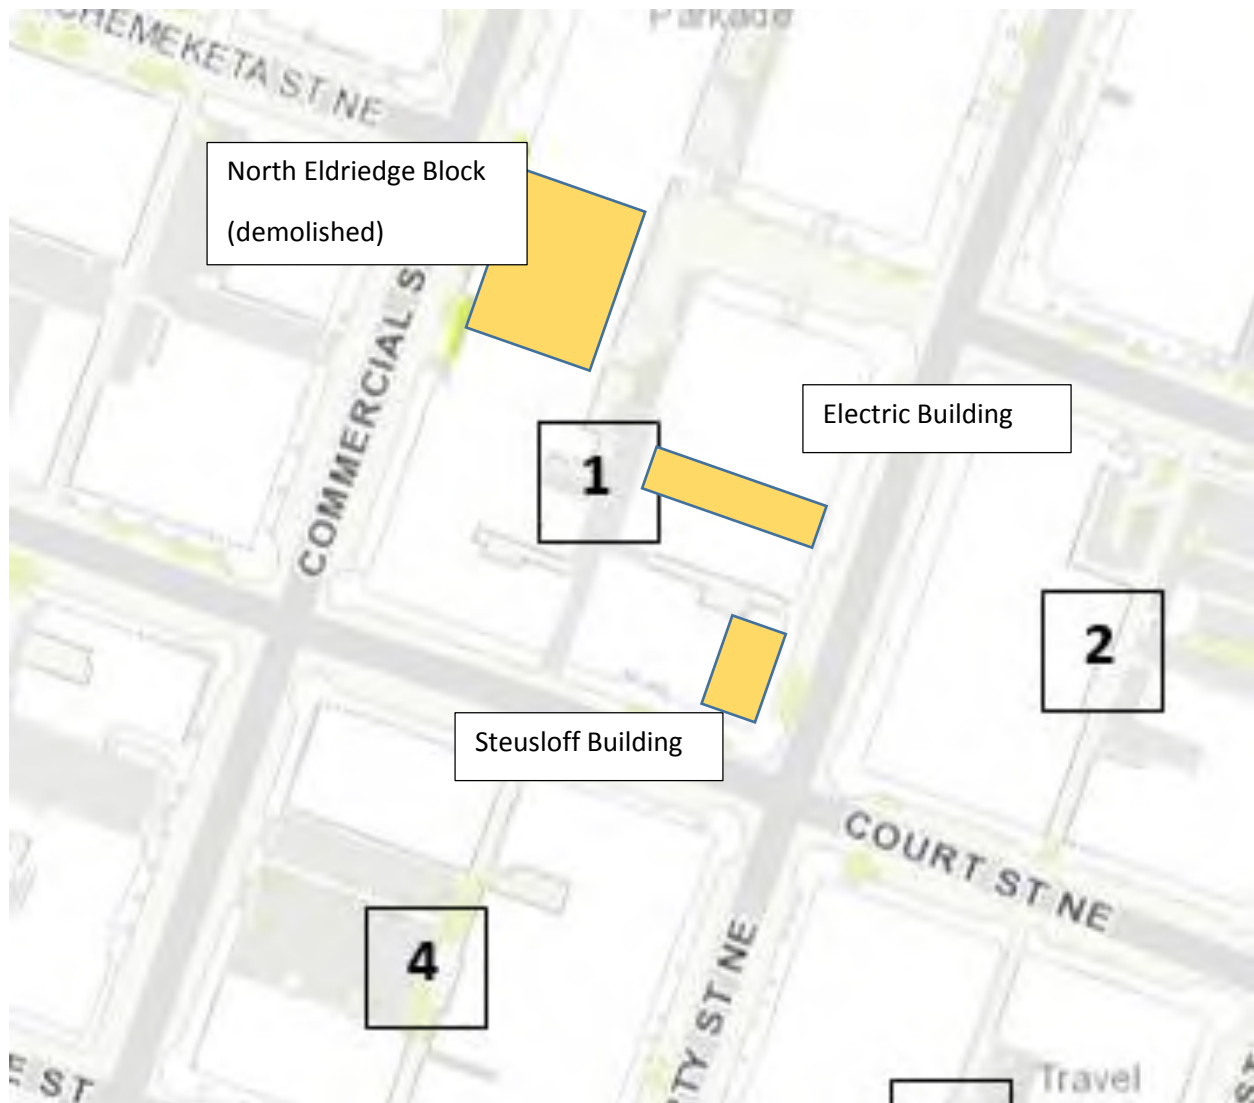 Parkade
CHEMEKETA ST NE
North Eldriedge Block
(demolished)
COMMERCIAL S
Electric Building
1
2
Steusloff Building
COURT ST NE
4
TY ST NE
E ST
Travel